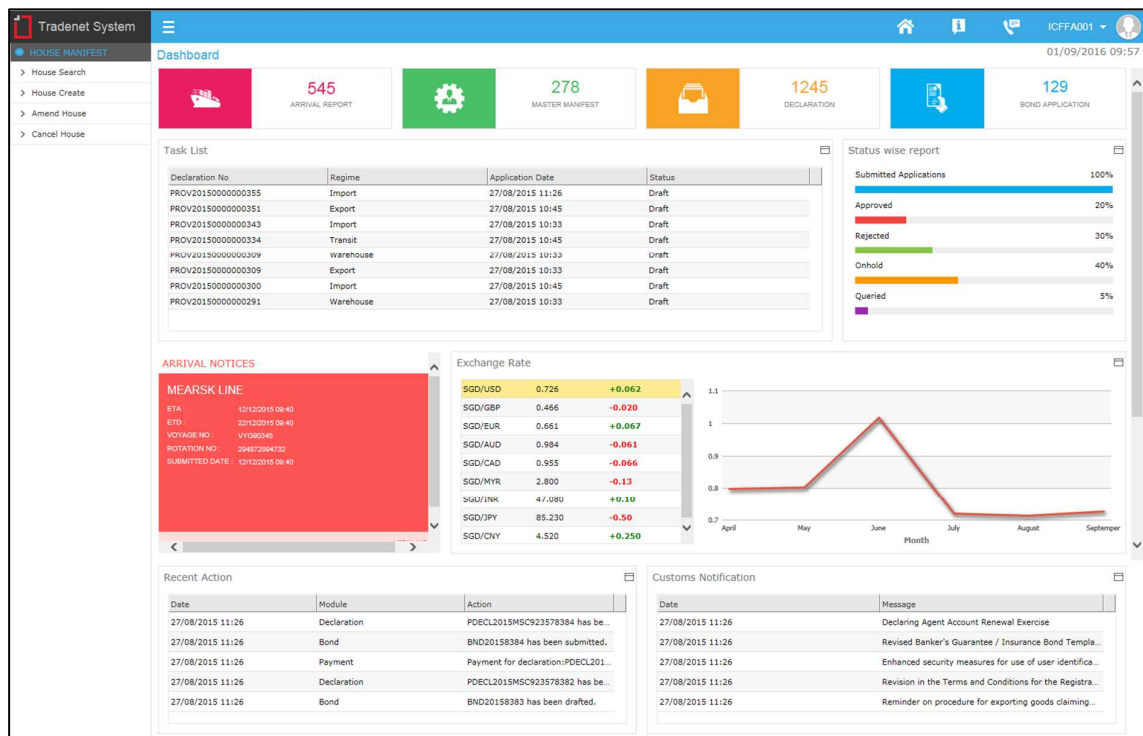 Tradenet System
ICFFA001
HOUSE MANIFEST
Dashboard
01/09/2016 09:57
House Search
House Create
Amend House
Cancel House
545
ARRIVAL REPORT
278
MASTER MANIFEST
1245
DECLARATION
129
BOND APPLICATION
Task List
Declaration No Regime Application Date Status
PROV20150000000355 Import 27/08/2015 11:26 Draft
PROV20150000000351 Export 27/08/2015 10:45 Draft
PROV20150000000343 Import 27/08/2015 10:33 Draft
PROV20150000000334 Transit 27/08/2015 10:45 Draft
PROV20150000000309 Warehouse 27/08/2015 10:33 Draft
PROV20150000000309 Export 27/08/2015 10:33 Draft
PROV20150000000300 Import 27/08/2015 10:45 Draft
PROV20150000000291 Warehouse 27/08/2015 10:33 Draft
Status wise report
Submitted Applications 100%
Approved 20%
Rejected 30%
Onhold 40%
Queried 5%
ARRIVAL NOTICES
MEARSK LINE
ETA : 12/12/2015 09:40
ETD : 22/12/2015 09:40
VOYAGE NO : VYG90345
ROTATION NO : 294872894732
SUBMITTED DATE : 12/12/2015 09:40
Exchange Rate
SGD/USD 0.726 +0.062
SGD/GBP 0.466 -0.020
SGD/EUR 0.661 +0.067
SGD/AUD 0.984 -0.061
SGD/CAD 0.955 -0.066
SGD/MYR 2.800 -0.13
SGD/INR 47.080 +0.10
SGD/JPY 85.230 -0.50
SGD/CNY 4.520 +0.250
1.1
1
0.9
0.8
0.7
April May June July August Septemper
Month
Recent Action
Date Module Action
27/08/2015 11:26 Declaration PDECL2015MSC923578384 has be...
27/08/2015 11:26 Bond BND20158384 has been submitted.
27/08/2015 11:26 Payment Payment for declaration:PDECL201...
27/08/2015 11:26 Declaration PDECL2015MSC923578382 has be...
27/08/2015 11:26 Bond BND20158383 has been drafted.
Customs Notification
Date Message
27/08/2015 11:26 Declaring Agent Account Renewal Exercise
27/08/2015 11:26 Revised Banker's Guarantee / Insurance Bond Templa...
27/08/2015 11:26 Enhanced security measures for use of user identifica...
27/08/2015 11:26 Revision in the Terms and Conditions for the Registra...
27/08/2015 11:26 Reminder on procedure for exporting goods claiming...